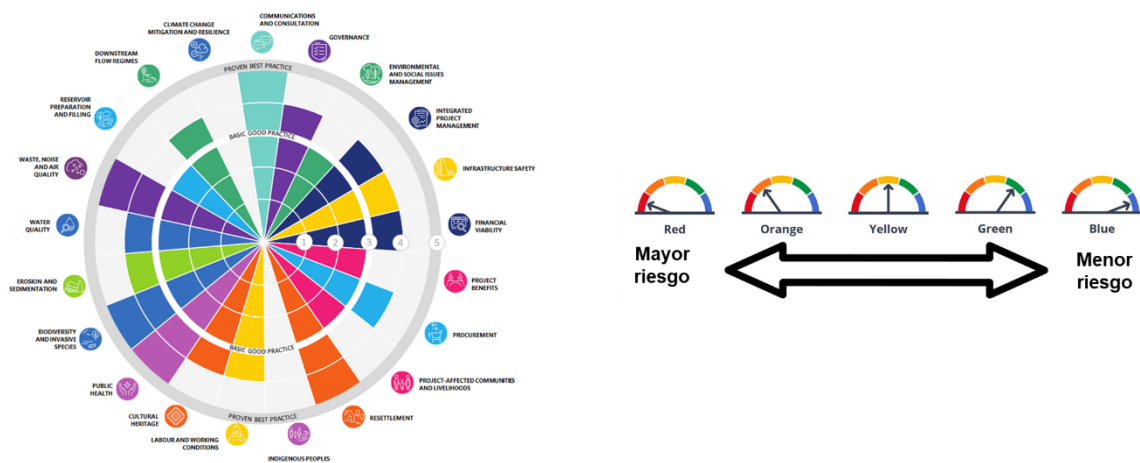 COMMUNICATIONS
AND CONSULTATION
GOVERNANCE
ENVIRONMENTAL
AND SOCIAL ISSUES
MANAGEMENT
INTEGRATED
PROJECT
MANAGEMENT
INFRASTRUCTURE SAFETY
FINANCIAL
VIABILITY
PROJECT
BENEFITS
PROCUREMENT
PROJECT-AFFECTED COMMUNITIES
AND LIVELIHOODS
RESETTLEMENT
INDIGENOUS PEOPLES
LABOUR AND WORKING
CONDITIONS
CULTURAL
HERITAGE
PUBLIC
HEALTH
BIODIVERSITY
AND INVASIVE
SPECIES
EROSION AND
SEDIMENTATION
WATER
QUALITY
WASTE, NOISE
AND AIR
QUALITY
RESERVOIR
PREPARATION
AND FILLING
DOWNSTREAM
FLOW REGIMES
CLIMATE CHANGE
MITIGATION AND RESILIENCE
PROVEN BEST PRACTICE
BASIC GOOD PRACTICE
1 2 3 4 5
BASIC GOOD PRACTICE
PROVEN BEST PRACTICE
Red Orange Yellow Green Blue
Mayor
riesgo
Menor
riesgo